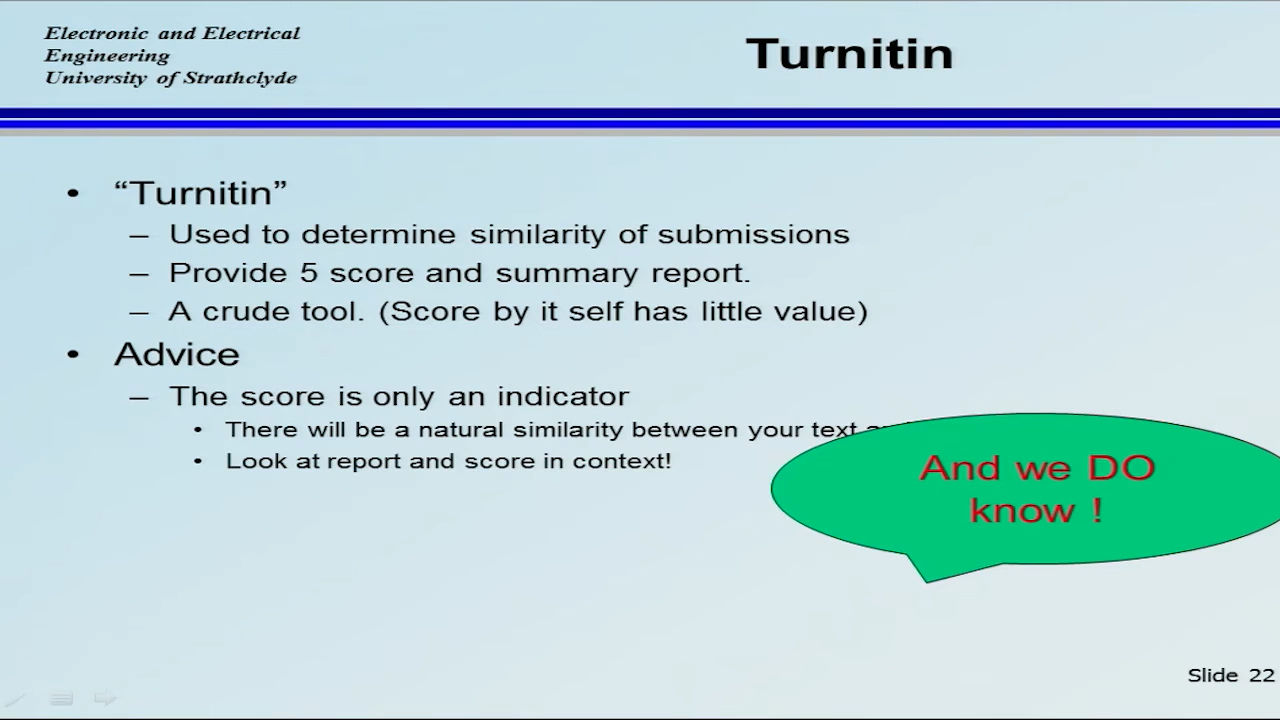 Electronic and Electrical
Engineering
University of Strathclyde
Turnitin
• “Turnitin”
– Used to determine similarity of submissions
– Provide 5 score and summary report.
– A crude tool. (Score by it self has little value)
• Advice
– The score is only an indicator
• There will be a natural similarity between your text
• Look at report and score in context!
And we DO
know !
Slide 22